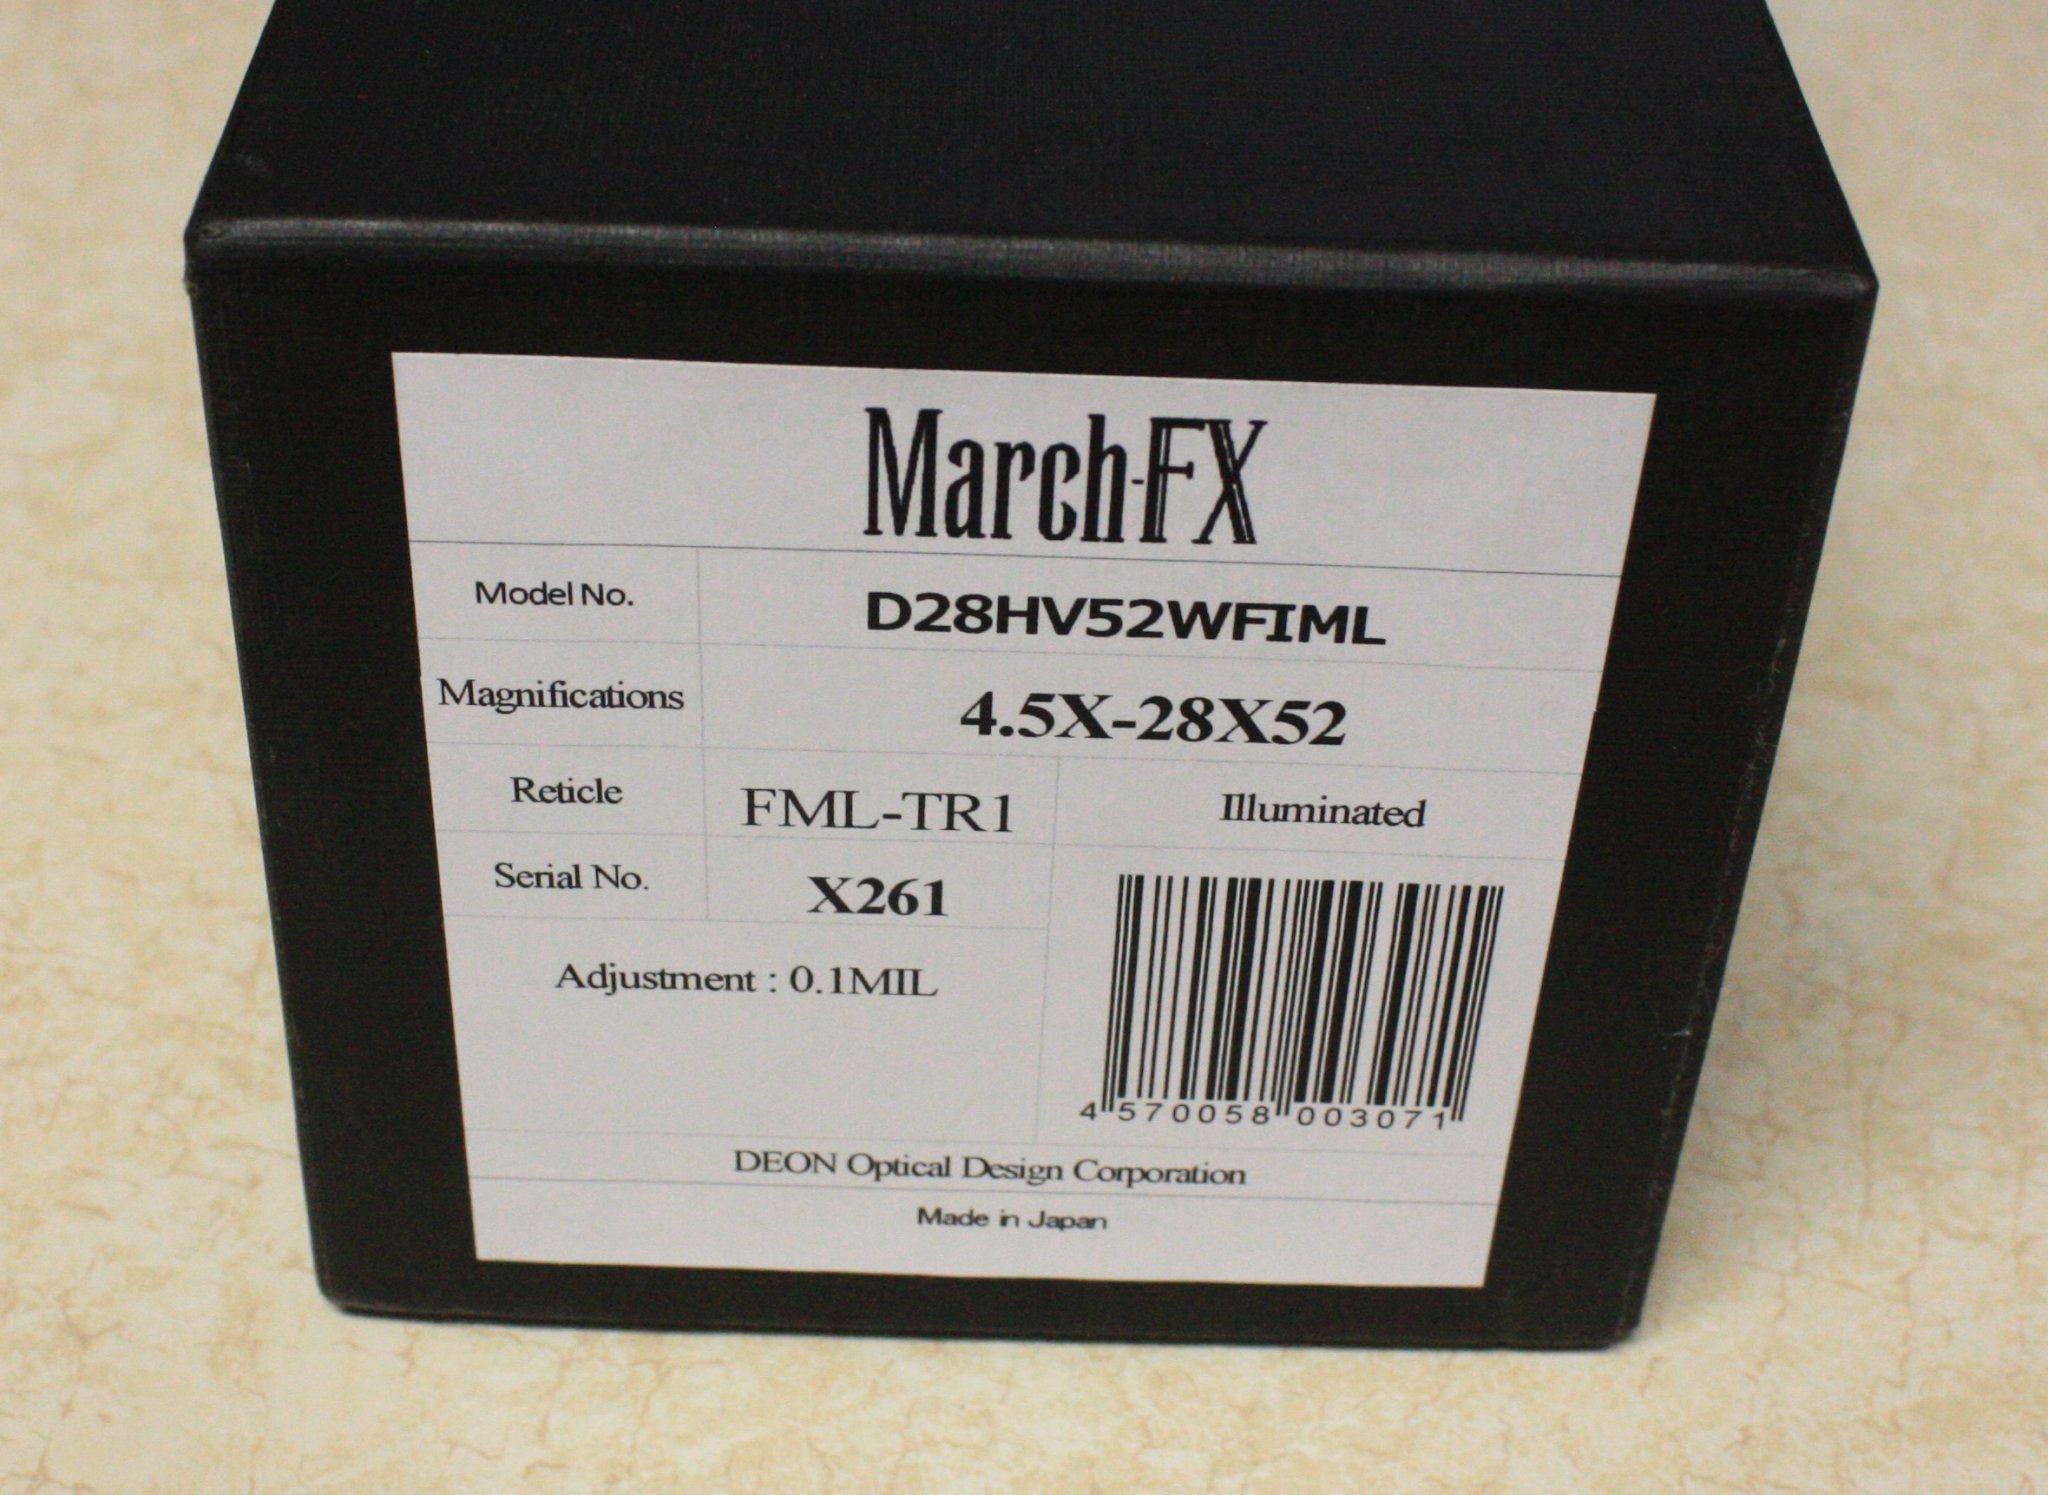 March-FX
Model No. D28HV52WFIML
Magnifications 4.5X-28X52
Reticle FML-TR1 Illuminated
Serial No. X261
Adjustment : 0.1MIL
4 570058 003071
DEON Optical Design Corporation
Made in Japan